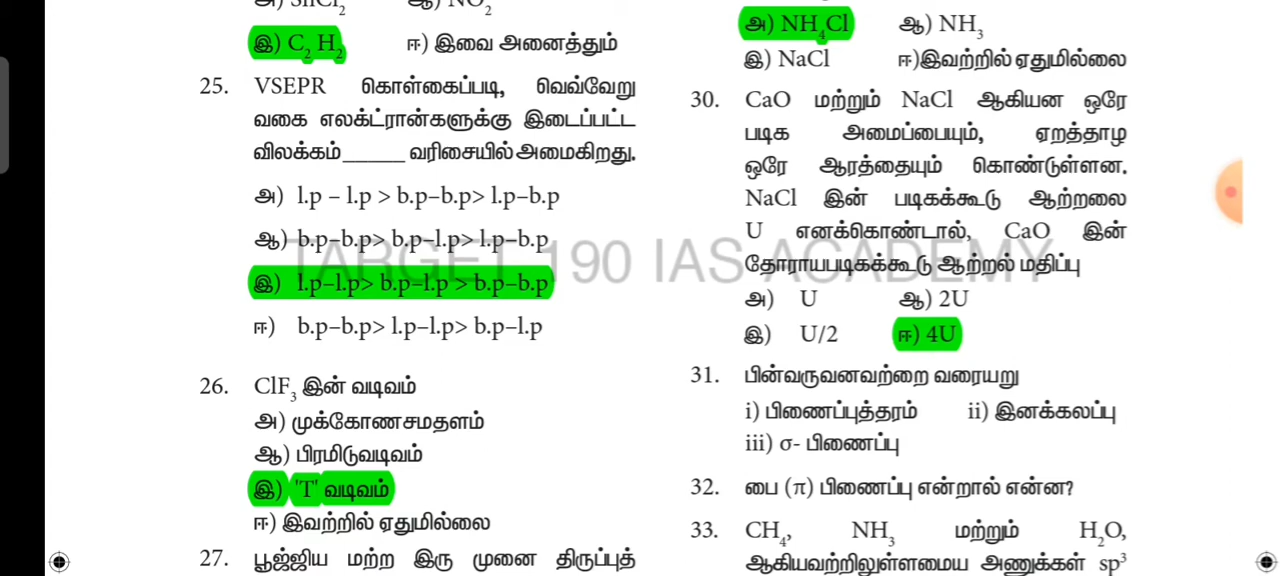 அ) SnCl2 ஆ) NO2
இ) C2 H2 ஈ) இவை அனைத்தும்
25. VSEPR கொள்கைப்படி, வெவ்வேறு
வகை எலக்ட்ரான்களுக்கு இடைப்பட்ட
விலக்கம்______ வரிசையில் அமைகிறது.
அ) l.p – l.p > b.p–b.p> l.p–b.p
ஆ) b.p–b.p> b.p–l.p> l.p–b.p
இ) l.p–l.p> b.p–l.p > b.p–b.p
ஈ) b.p–b.p> l.p–l.p> b.p–l.p
26. ClF3 இன் வடிவம்
அ) முக்கோணசமதளம்
ஆ) பிரமிடுவடிவம்
இ) 'T' வடிவம்
ஈ) இவற்றில் ஏதுமில்லை
27. பூஜ்ஜிய மற்ற இரு முனை திருப்புத்
அ) NH4Cl ஆ) NH3
இ) NaCl ஈ)இவற்றில் ஏதுமில்லை
30. CaO மற்றும் NaCl ஆகியன ஒரே
படிக அமைப்பையும், ஏறத்தாழ
ஒரே ஆரத்தையும் கொண்டுள்ளன.
NaCl இன் படிகக்கூடு ஆற்றலை
U எனக்கொண்டால், CaO இன்
தோராயபடிகக்கூடு ஆற்றல் மதிப்பு
அ) U ஆ) 2U
இ) U/2 ஈ) 4U
31. பின்வருவனவற்றை வரையறு
i) பிணைப்புத்தரம் ii) இனக்கலப்பு
iii) σ- பிணைப்பு
32. பை (π) பிணைப்பு என்றால் என்ன?
33. CH4, NH3 மற்றும் H2O,
ஆகியவற்றிலுள்ளமைய அணுக்கள் sp3
TARGET 190 IAS ACADEMY